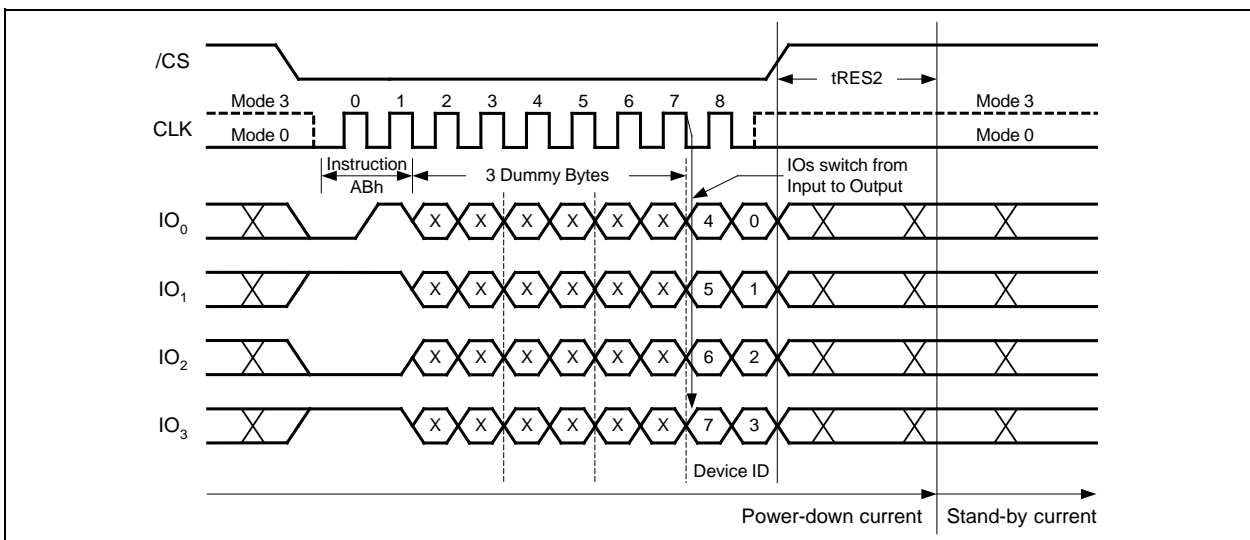 /CS
tRES2
Mode 3 0 1 2 3 4 5 6 7 8 Mode 3
CLK
Mode 0 Mode 0
Instruction
ABh
3 Dummy Bytes
IOs switch from
Input to Output
IO0 X X X X X X 4 0
IO1 X X X X X X 5 1
IO2 X X X X X X 6 2
IO3 X X X X X X 7 3
Device ID
Power-down current Stand-by current